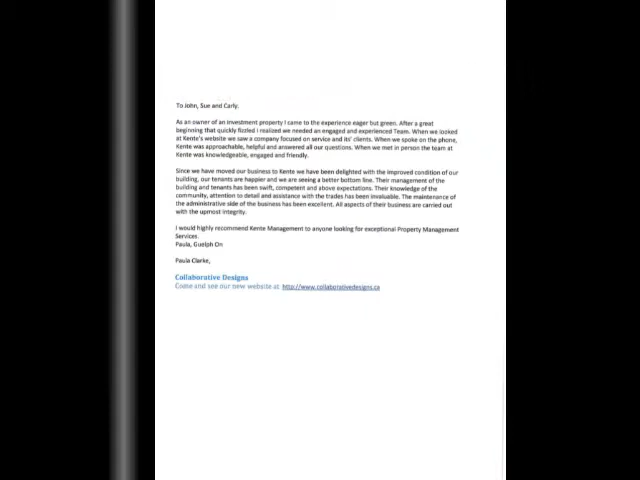 To John, Sue and Carly.
As an owner of an investment property I came to the experience eager but green. After a great
beginning that quickly fizzled I realized we needed an engaged and experienced Team. When we looked
at Kente's website we saw a company focused on service and its' clients. When we spoke on the phone,
Kente was approachable, helpful and answered all our questions. When we met in person the team at
Kente was knowledgeable, engaged and friendly.
Since we have moved our business to Kente we have been delighted with the improved condition of our
building, our tenants are happier and we are seeing a better bottom line. Their management of the
building and tenants has been swift, competent and above expectations. Their knowledge of the
community, attention to detail and assistance with the trades has been invaluable. The maintenance of
the administrative side of the business has been excellent. All aspects of their business are carried out
with the upmost integrity.
I would highly recommend Kente Management to anyone looking for exceptional Property Management
Services.
Paula, Guelph On
Paula Clarke,
Collaborative Designs
Come and see our new website at http://www.collaborativedesigns.ca